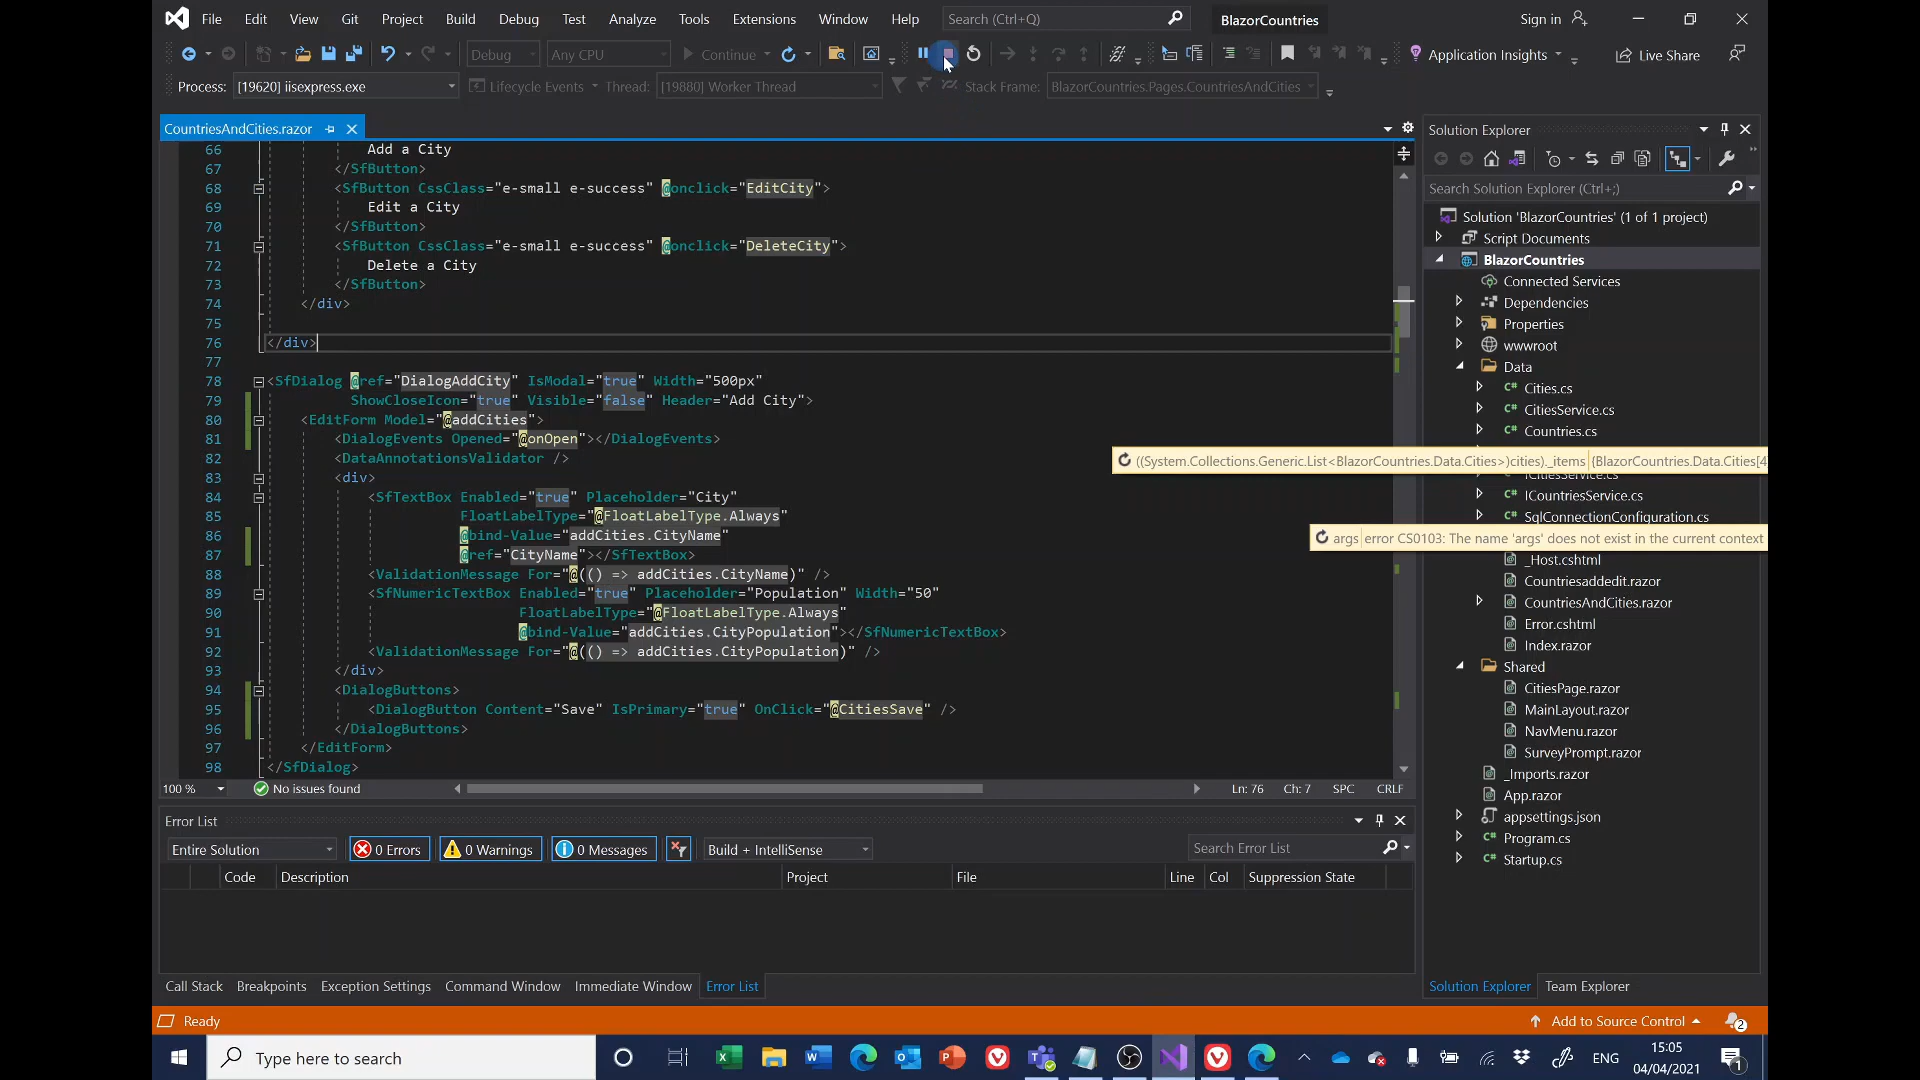 File Edit View Git Project Build Debug Test Analyze Tools Extensions Window Help Search (Ctrl+Q) BlazorCountries Sign in
Debug Any CPU Continue Application Insights Live Share
Process: [19620] iisexpress.exe Lifecycle Events Thread: [19880] Worker Thread Stack Frame: BlazorCountries.Pages.CountriesAndCities
CountriesAndCities.razor
66 Add a City
67 </SfButton>
68 <SfButton CssClass="e-small e-success" @onclick="EditCity">
69 Edit a City
70 </SfButton>
71 <SfButton CssClass="e-small e-success" @onclick="DeleteCity">
72 Delete a City
73 </SfButton>
74 </div>
75
76 </div>
77
78 <SfDialog @ref="DialogAddCity" IsModal="true" Width="500px"
79 ShowCloseIcon="true" Visible="false" Header="Add City">
80 <EditForm Model="@addCities">
81 <DialogEvents Opened="@onOpen"></DialogEvents>
82 <DataAnnotationsValidator />
83 <div>
84 <SfTextBox Enabled="true" Placeholder="City"
85 FloatLabelType="@FloatLabelType.Always"
86 @bind-Value="addCities.CityName"
87 @ref="CityName"></SfTextBox>
88 <ValidationMessage For="@(() => addCities.CityName)" />
89 <SfNumericTextBox Enabled="true" Placeholder="Population" Width="50"
90 FloatLabelType="@FloatLabelType.Always"
91 @bind-Value="addCities.CityPopulation"></SfNumericTextBox>
92 <ValidationMessage For="@(() => addCities.CityPopulation)" />
93 </div>
94 <DialogButtons>
95 <DialogButton Content="Save" IsPrimary="true" OnClick="@CitiesSave" />
96 </DialogButtons>
97 </EditForm>
98 </SfDialog>
100 % No issues found Ln: 76 Ch: 7 SPC CRLF
((System.Collections.Generic.List<BlazorCountries.Data.Cities>)cities)._items {BlazorCountries.Data.Cities[4
args error CS0103: The name 'args' does not exist in the current context
Solution Explorer
Search Solution Explorer (Ctrl+;)
Solution 'BlazorCountries' (1 of 1 project)
Script Documents
BlazorCountries
Connected Services
Dependencies
Properties
wwwroot
Data
Cities.cs
CitiesService.cs
Countries.cs
ICitiesService.cs
ICountriesService.cs
SqlConnectionConfiguration.cs
_Host.cshtml
Countriesaddedit.razor
CountriesAndCities.razor
Error.cshtml
Index.razor
Shared
CitiesPage.razor
MainLayout.razor
NavMenu.razor
SurveyPrompt.razor
_Imports.razor
App.razor
appsettings.json
Program.cs
Startup.cs
Solution Explorer Team Explorer
Error List
Entire Solution 0 Errors 0 Warnings 0 Messages Build + IntelliSense Search Error List
Code Description Project File Line Col Suppression State
Call Stack Breakpoints Exception Settings Command Window Immediate Window Error List
Ready Add to Source Control 2
Type here to search ENG 15:05
04/04/2021 1